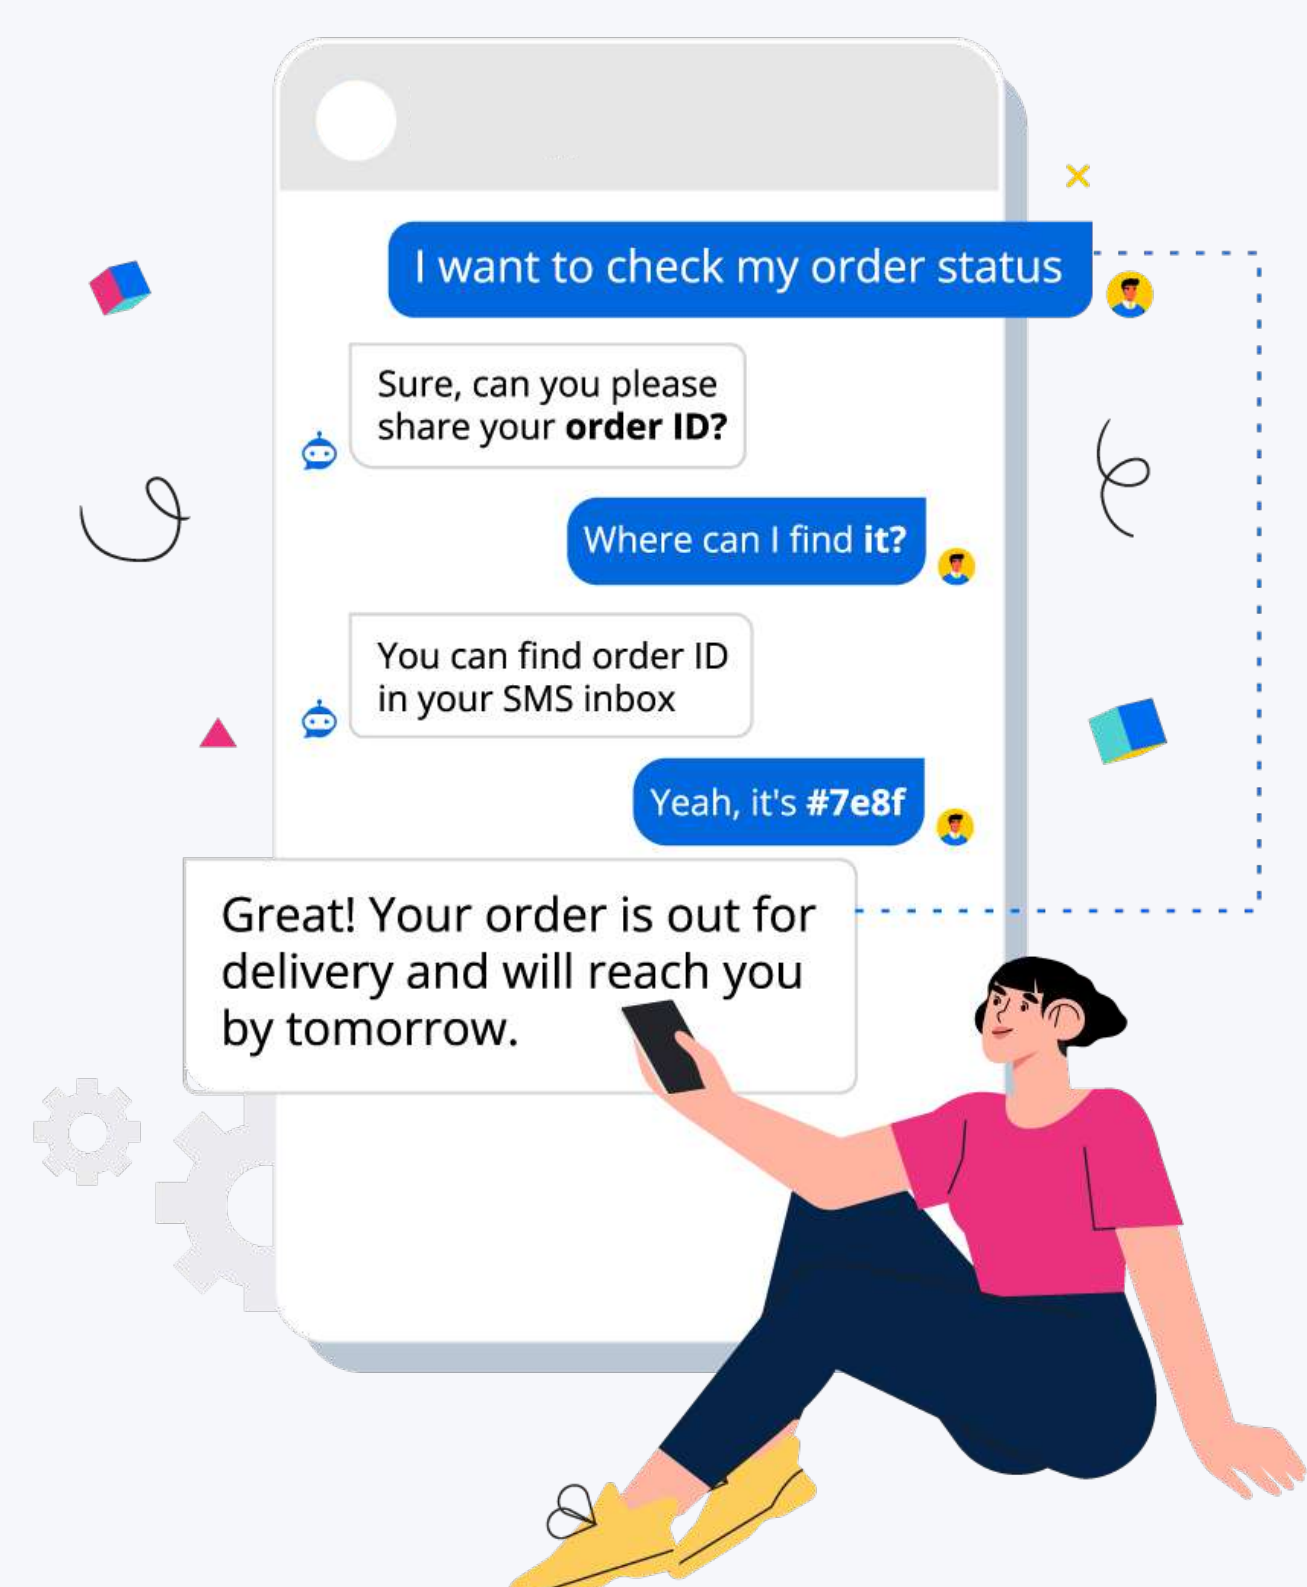 I want to check my order status
Sure, can you please
share your order ID?
Where can I find it?
You can find order ID
in your SMS inbox
Yeah, it's #7e8f
Great! Your order is out for
delivery and will reach you
by tomorrow.